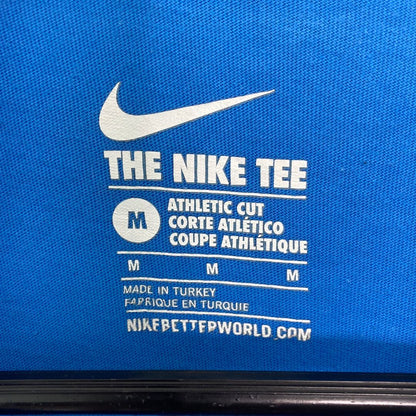 THE NIKE TEE
M
ATHLETIC CUT
CORTE ATLÉTICO
COUPE ATHLÉTIQUE
M M M
MADE IN TURKEY
FABRIQUE EN TURQUIE
NIKEBETTERWORLD.COM